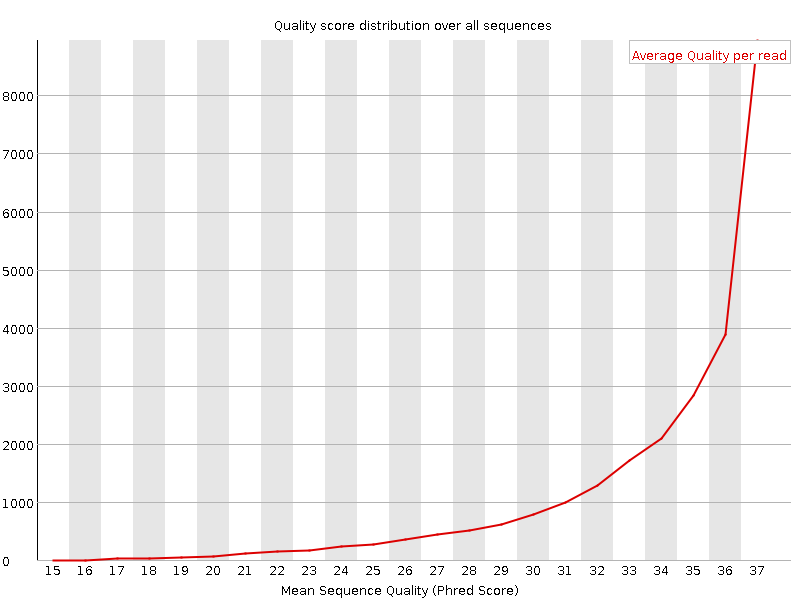 Quality score distribution over all sequences
Average Quality per read
8000
7000
6000
5000
4000
3000
2000
1000
0
15 16 17 18 19 20 21 22 23 24 25 26 27 28 29 30 31 32 33 34 35 36 37
Mean Sequence Quality (Phred Score)